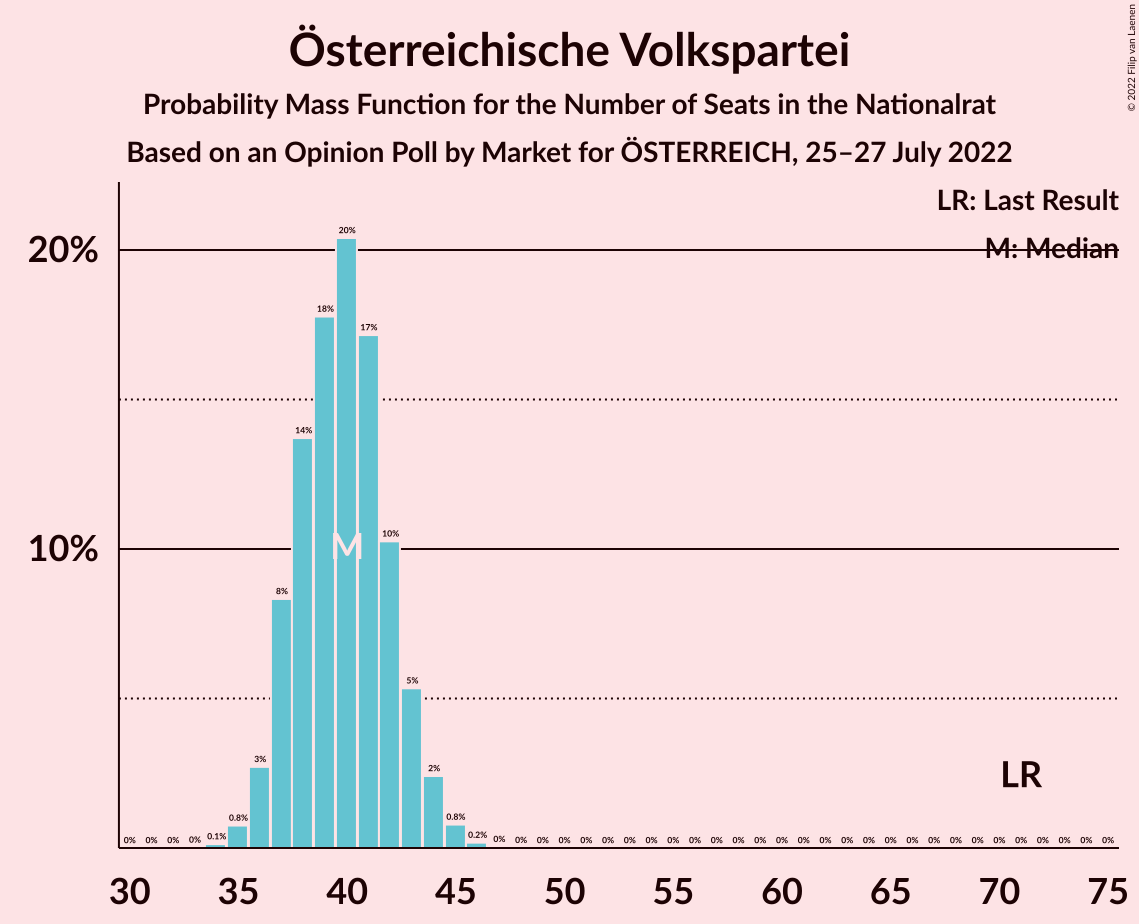 Österreichische Volkspartei
Probability Mass Function for the Number of Seats in the Nationalrat
Based on an Opinion Poll by Market for ÖSTERREICH, 25–27 July 2022
© 2022 Filip van Laenen
LR: Last Result
M: Median
20%
10%
0% 0% 0% 0% 0.1% 0.8% 3% 8% 14% 18% 20% 17% 10% 5% 2% 0.8% 0.2% 0% 0% 0% 0% 0% 0% 0% 0% 0% 0% 0% 0% 0% 0% 0% 0% 0% 0% 0% 0% 0% 0% 0% 0% 0% 0% 0% 0% 0%
M
LR
30 35 40 45 50 55 60 65 70 75